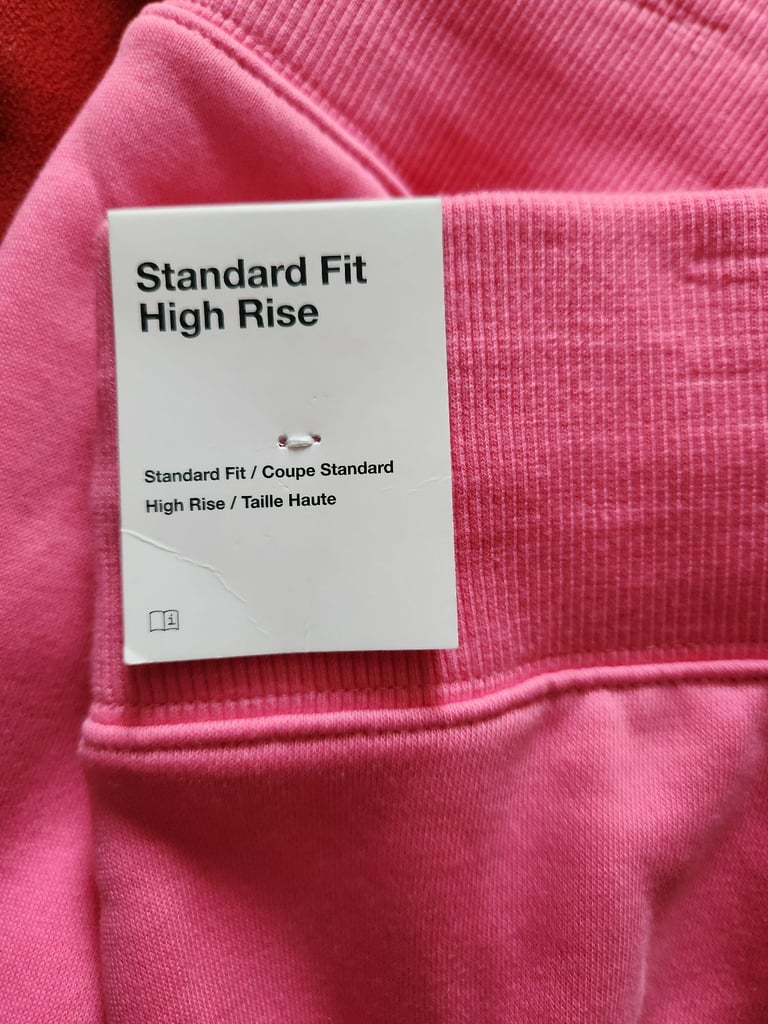 Standard Fit
High Rise
Standard Fit / Coupe Standard
High Rise / Taille Haute
i